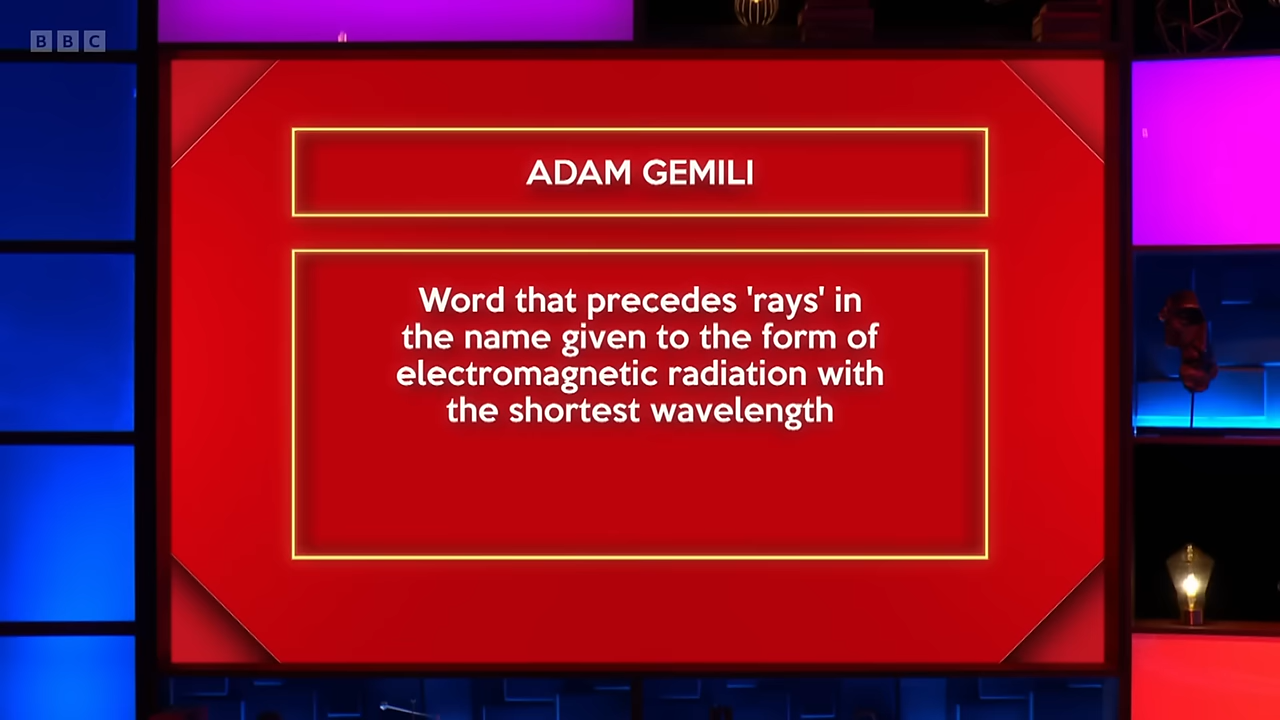 BBC
ADAM GEMILI
Word that precedes 'rays' in
the name given to the form of
electromagnetic radiation with
the shortest wavelength